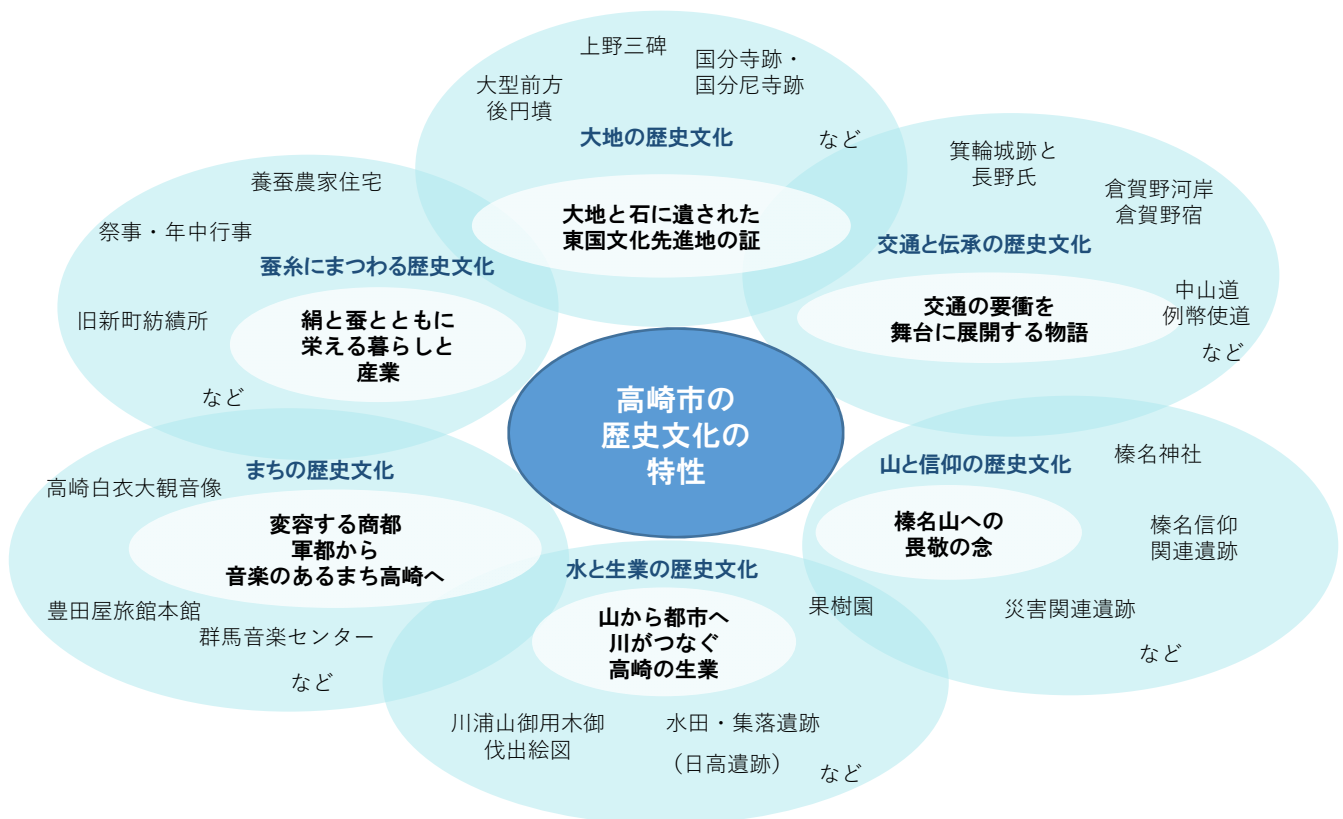 上野三碑
国分寺跡・
国分尼寺跡
大型前方
後円墳
大地の歴史文化
など
大地と石に遺された
東国文化先進地の証
箕輪城跡と
長野氏
倉賀野河岸
倉賀野宿
交通と伝承の歴史文化
中山道
例幣使道
交通の要衝を
舞台に展開する物語
など
養蚕農家住宅
祭事・年中行事
蚕糸にまつわる歴史文化
旧新町紡績所
絹と蚕とともに
栄える暮らしと
産業
など
高崎市の
歴史文化の
特性
まちの歴史文化
高崎白衣大観音像
変容する商都
軍都から
音楽のあるまち高崎へ
豊田屋旅館本館
群馬音楽センター
など
山と信仰の歴史文化
榛名神社
榛名山への
畏敬の念
榛名信仰
関連遺跡
災害関連遺跡
など
水と生業の歴史文化
果樹園
山から都市へ
川がつなぐ
高崎の生業
川浦山御用木御
伐出絵図
水田・集落遺跡
（日高遺跡）
など